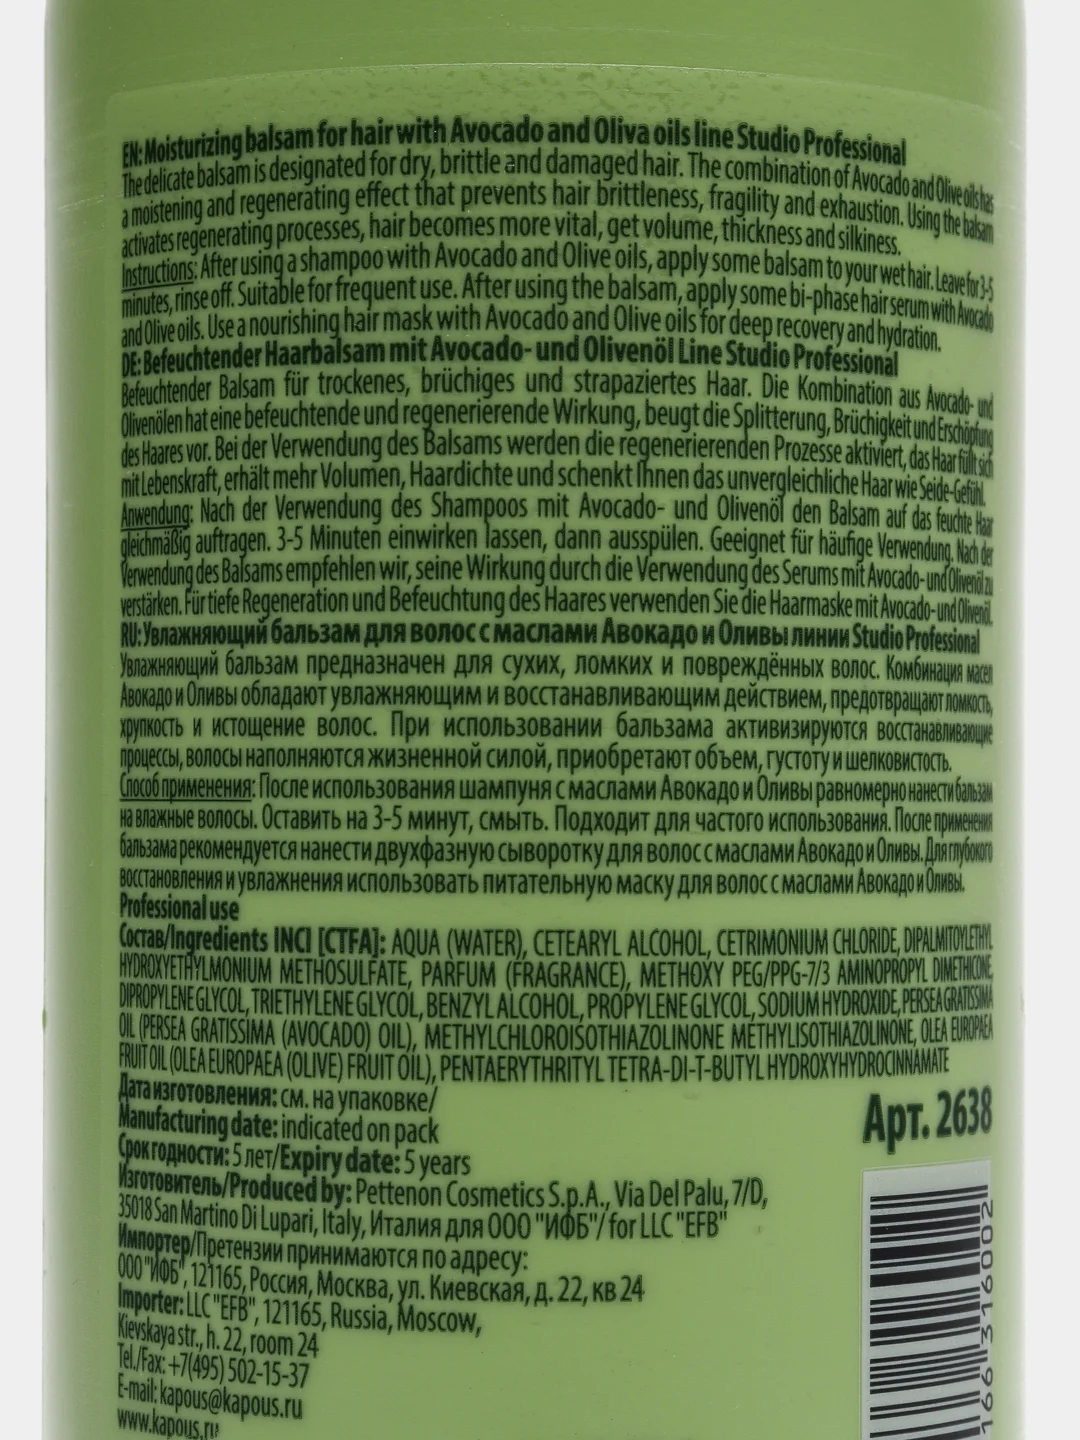 EN: Moisturizing balsam for hair with Avocado and Oliva oils line Studio Professional
The delicate balsam is designated for dry, brittle and damaged hair. The combination of Avocado and Olive oils has
a moistening and regenerating effect that prevents hair brittleness, fragility and exhaustion. Using the balsam
activates regenerating processes, hair becomes more vital, get volume, thickness and silkiness.
Instructions: After using a shampoo with Avocado and Olive oils, apply some balsam to your wet hair. Leave for 3-5
minutes, rinse off. Suitable for frequent use. After using the balsam, apply some bi-phase hair serum with Avocado
and Olive oils. Use a nourishing hair mask with Avocado and Olive oils for deep recovery and hydration.
DE: Befeuchtender Haarbalsam mit Avocado- und Olivenöl Line Studio Professional
Befeuchtender Balsam für trockenes, brüchiges und strapaziertes Haar. Die Kombination aus Avocado- und
Olivenölen hat eine befeuchtende und regenerierende Wirkung, beugt die Splitterung, Brüchigkeit und Erschöpfung
des Haares vor. Bei der Verwendung des Balsams werden die regenerierenden Prozesse aktiviert, das Haar füllt sich
mit Lebenskraft, erhält mehr Volumen, Haardichte und schenkt Ihnen das unvergleichliche Haar wie Seide-Gefühl.
Anwendung: Nach der Verwendung des Shampoos mit Avocado- und Olivenöl den Balsam auf das feuchte Haar
gleichmäßig auftragen. 3-5 Minuten einwirken lassen, dann ausspülen. Geeignet für häufige Verwendung. Nach der
Verwendung des Balsams empfehlen wir, seine Wirkung durch die Verwendung des Serums mit Avocado- und Olivenöl zu
verstärken. Für tiefe Regeneration und Befeuchtung des Haares verwenden Sie die Haarmaske mit Avocado- und Olivenöl.
RU: Увлажняющий бальзам для волос с маслами Авокадо и Оливы линии Studio Professional
Увлажняющий бальзам предназначен для сухих, ломких и повреждённых волос. Комбинация масел
Авокадо и Оливы обладают увлажняющим и восстанавливающим действием, предотвращают ломкость,
хрупкость и истощение волос. При использовании бальзама активизируются восстанавливающие
процессы, волосы наполняются жизненной силой, приобретают объем, густоту и шелковистость.
Способ применения: После использования шампуня с маслами Авокадо и Оливы равномерно нанести бальзам
на влажные волосы. Оставить на 3-5 минут, смыть. Подходит для частого использования. После применения
бальзама рекомендуется нанести двухфазную сыворотку для волос с маслами Авокадо и Оливы. Для глубокого
восстановления и увлажнения использовать питательную маску для волос с маслами Авокадо и Оливы.
Professional use
Состав/Ingredients INCI [CTFA]: AQUA (WATER), CETEARYL ALCOHOL, CETRIMONIUM CHLORIDE, DIPALMITOYLETHYL
HYDROXYETHYLMONIUM METHOSULFATE, PARFUM (FRAGRANCE), METHOXY PEG/PPG-7/3 AMINOPROPYL DIMETHICONE,
DIPROPYLENE GLYCOL, TRIETHYLENE GLYCOL, BENZYL ALCOHOL, PROPYLENE GLYCOL, SODIUM HYDROXIDE, PERSEA GRATISSIMA
OIL (PERSEA GRATISSIMA (AVOCADO) OIL), METHYLCHLOROISOTHIAZOLINONE METHYLISOTHIAZOLINONE, OLEA EUROPAEA
FRUIT OIL (OLEA EUROPAEA (OLIVE) FRUIT OIL), PENTAERYTHRITYL TETRA-DI-T-BUTYL HYDROXYHYDROCINNAMATE
Дата изготовления: см. на упаковке/
Manufacturing date: indicated on pack
Срок годности: 5 лет/Expiry date: 5 years
Изготовитель/Produced by: Pettenon Cosmetics S.p.A., Via Del Palu, 7/D,
35018 San Martino Di Lupari, Italy, Италия для ООО "ИФБ"/ for LLC "EFB"
Импортер/Претензии принимаются по адресу:
ООО "ИФБ", 121165, Россия, Москва, ул. Киевская, д. 22, кв 24
Importer: LLC "EFB", 121165, Russia, Moscow,
Kievskaya str., h. 22, room 24
Tel./Fax: +7(495) 502-15-37
E-mail: kapous@kapous.ru
www.kapous.ru
Арт. 2638
166 316002